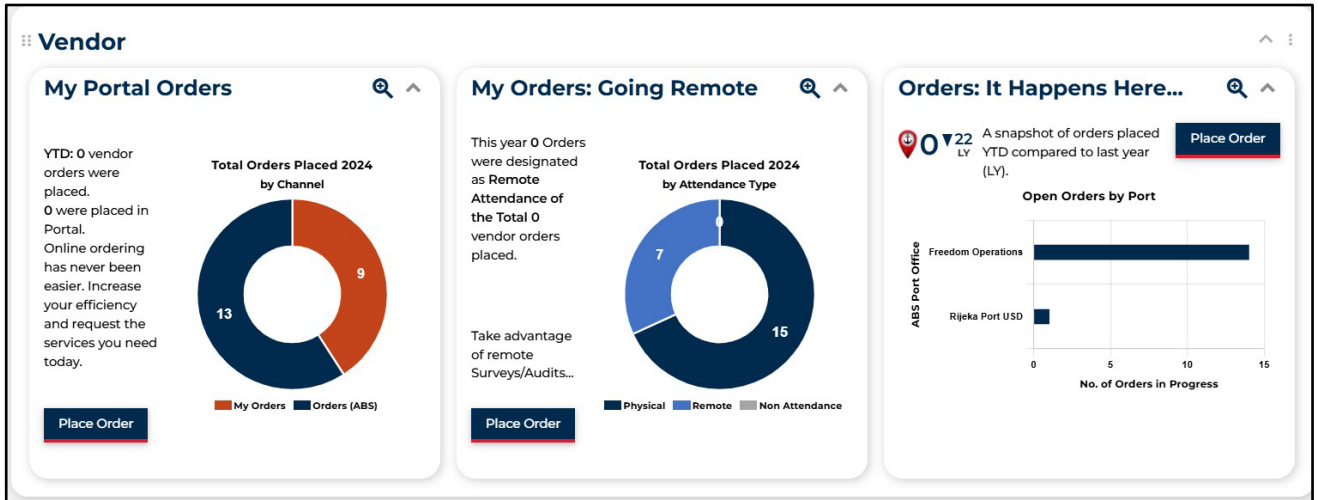 Vendor
My Portal Orders
YTD: 0 vendor
orders were
placed.
0 were placed in
Portal.
Online ordering
has never been
easier. Increase
your efficiency
and request the
services you need
today.
Place Order
Total Orders Placed 2024
by Channel
9
13
My Orders Orders (ABS)
My Orders: Going Remote
This year 0 Orders
were designated
as Remote
Attendance of
the Total 0
vendor orders
placed.
Take advantage
of remote
Surveys/Audits...
Place Order
Total Orders Placed 2024
by Attendance Type
0
7
15
Physical Remote Non Attendance
Orders: It Happens Here...
0 ▼22
LY
A snapshot of orders placed
YTD compared to last year
(LY).
Place Order
Open Orders by Port
ABS Port Office
Freedom Operations
Rijeka Port USD
0 5 10 15
No. of Orders in Progress